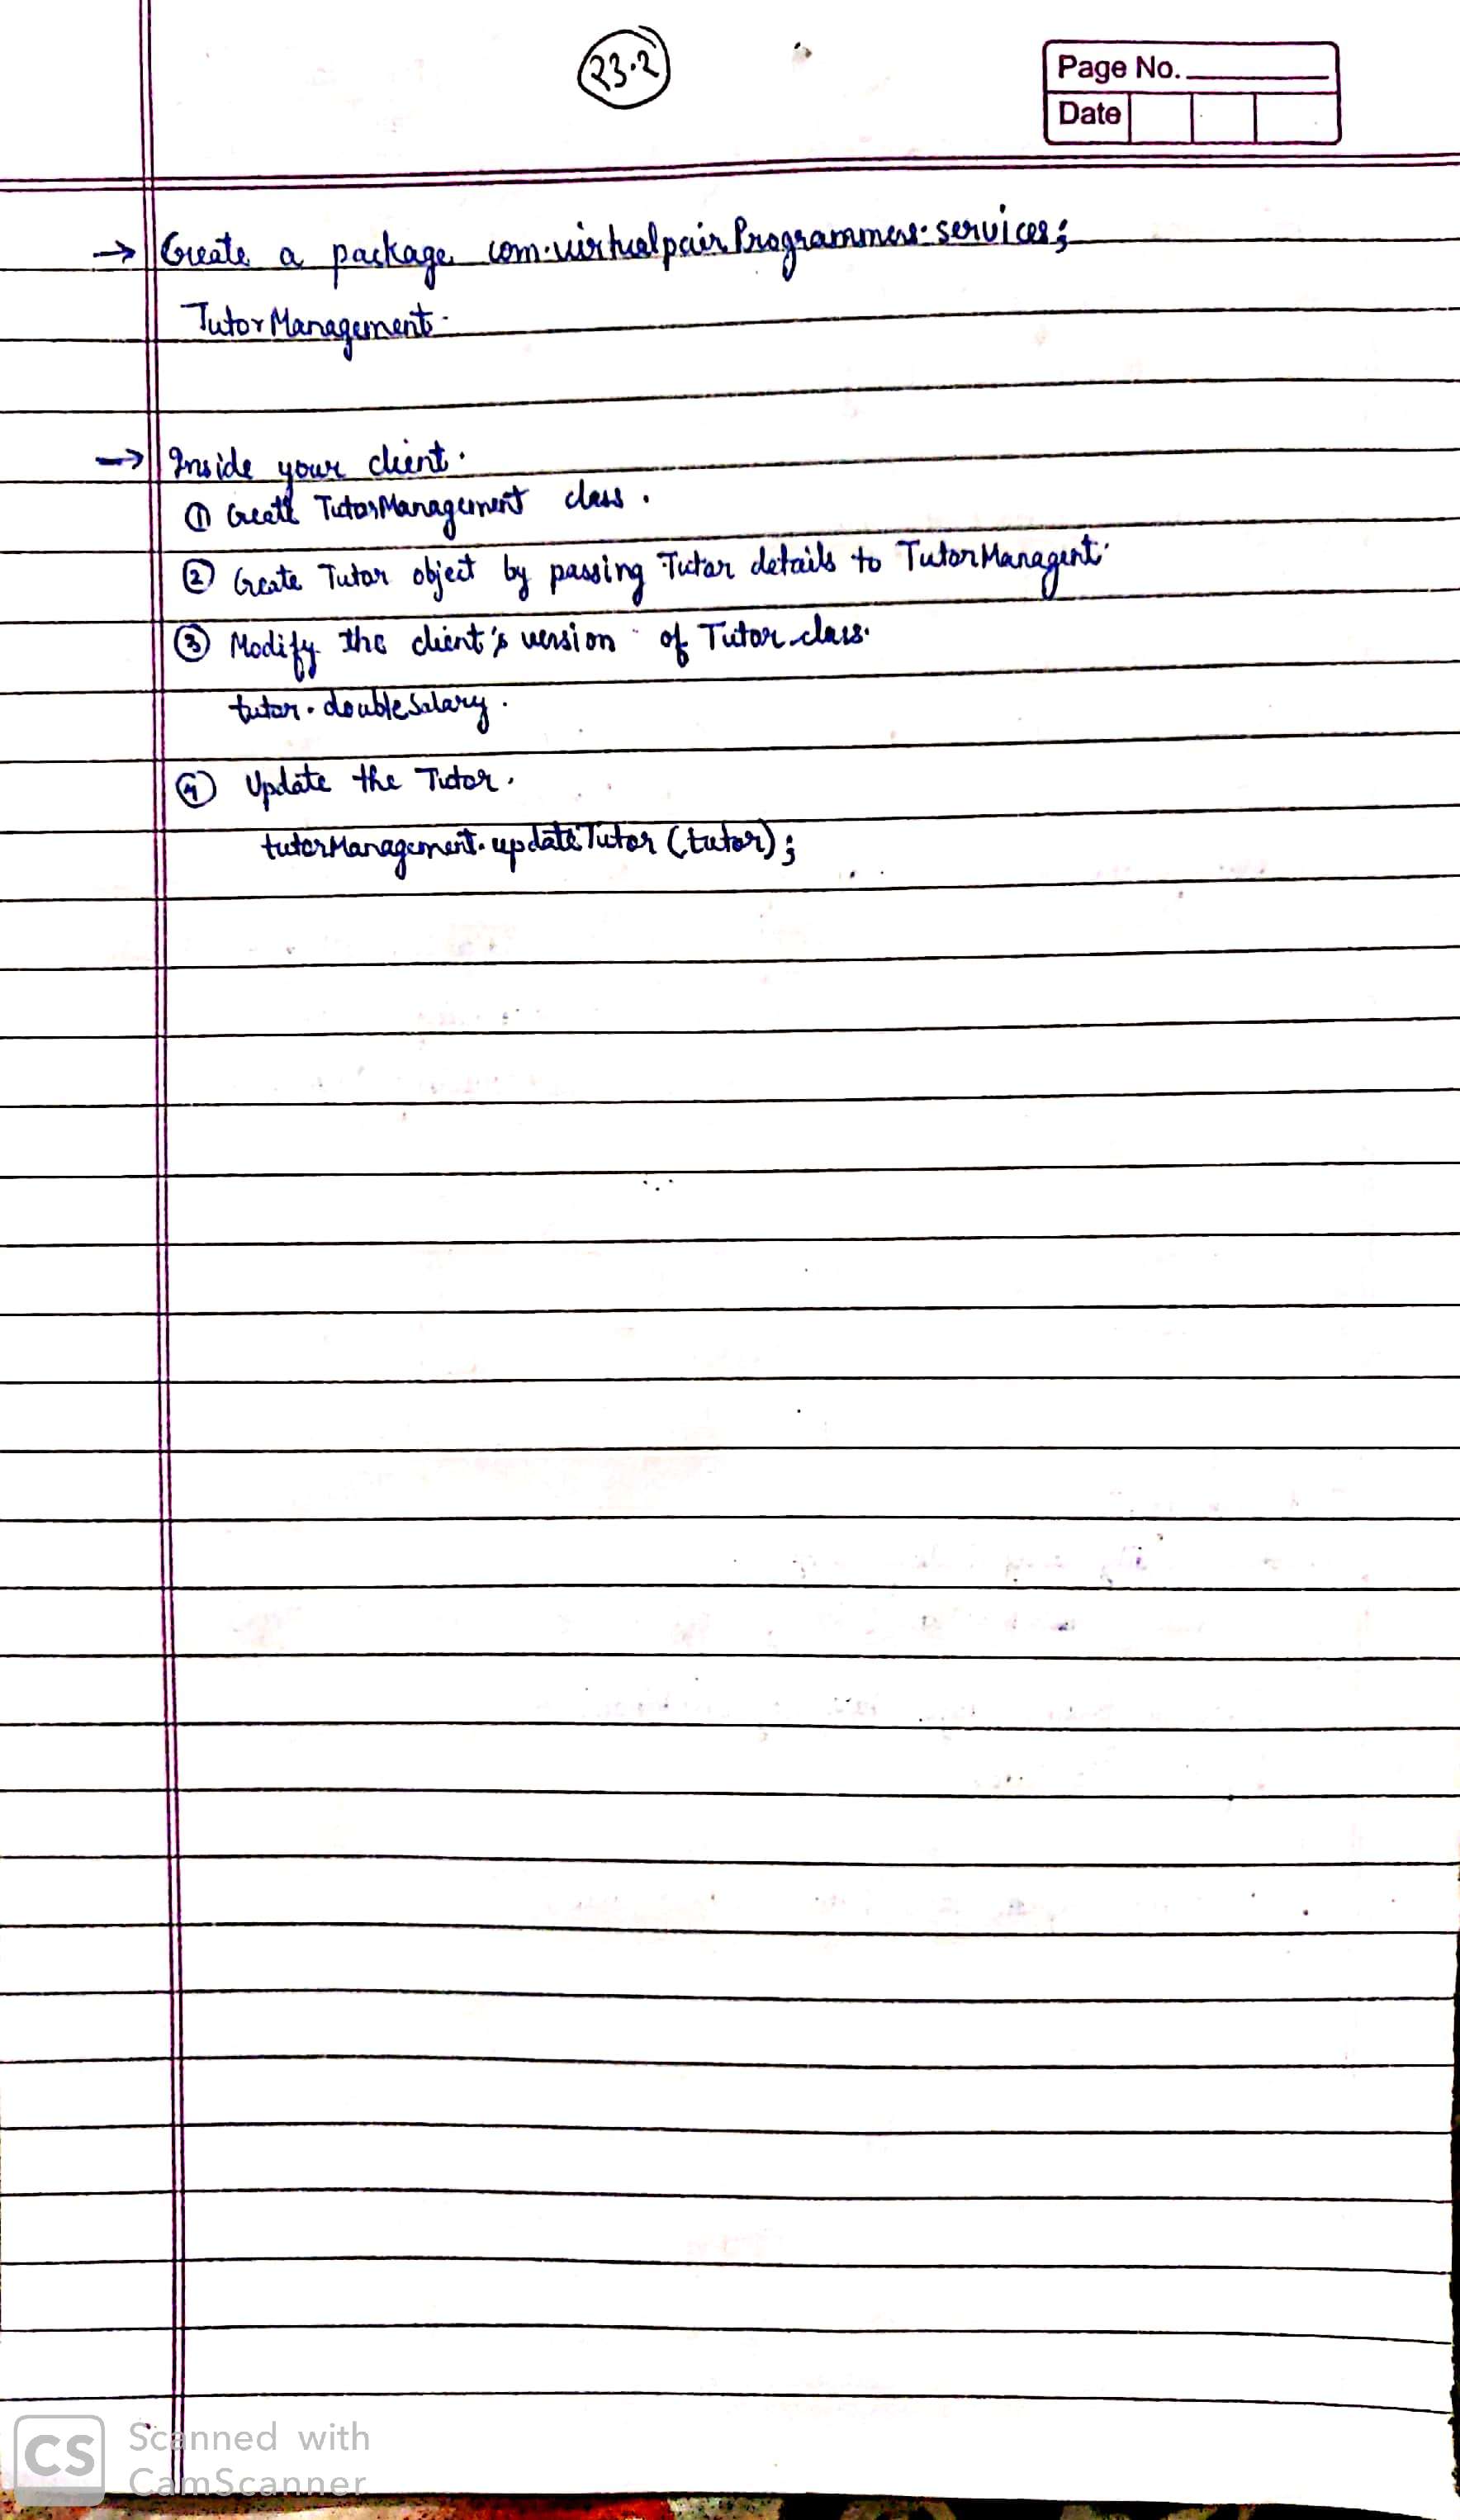 23.2
Page No.
Date
→ Create a package com.virtualpairProgrammers.services;
TutorManagement.
→ Inside your client.
① Create TutorManagement class.
② Create Tutor object by passing Tutor details to TutorManagent.
③ Modify the client's version of Tutor class.
tutor.doubleSalary.
④ Update the Tutor.
tutorManagement.updateTutor (tutor);
CS Scanned with
CamScanner